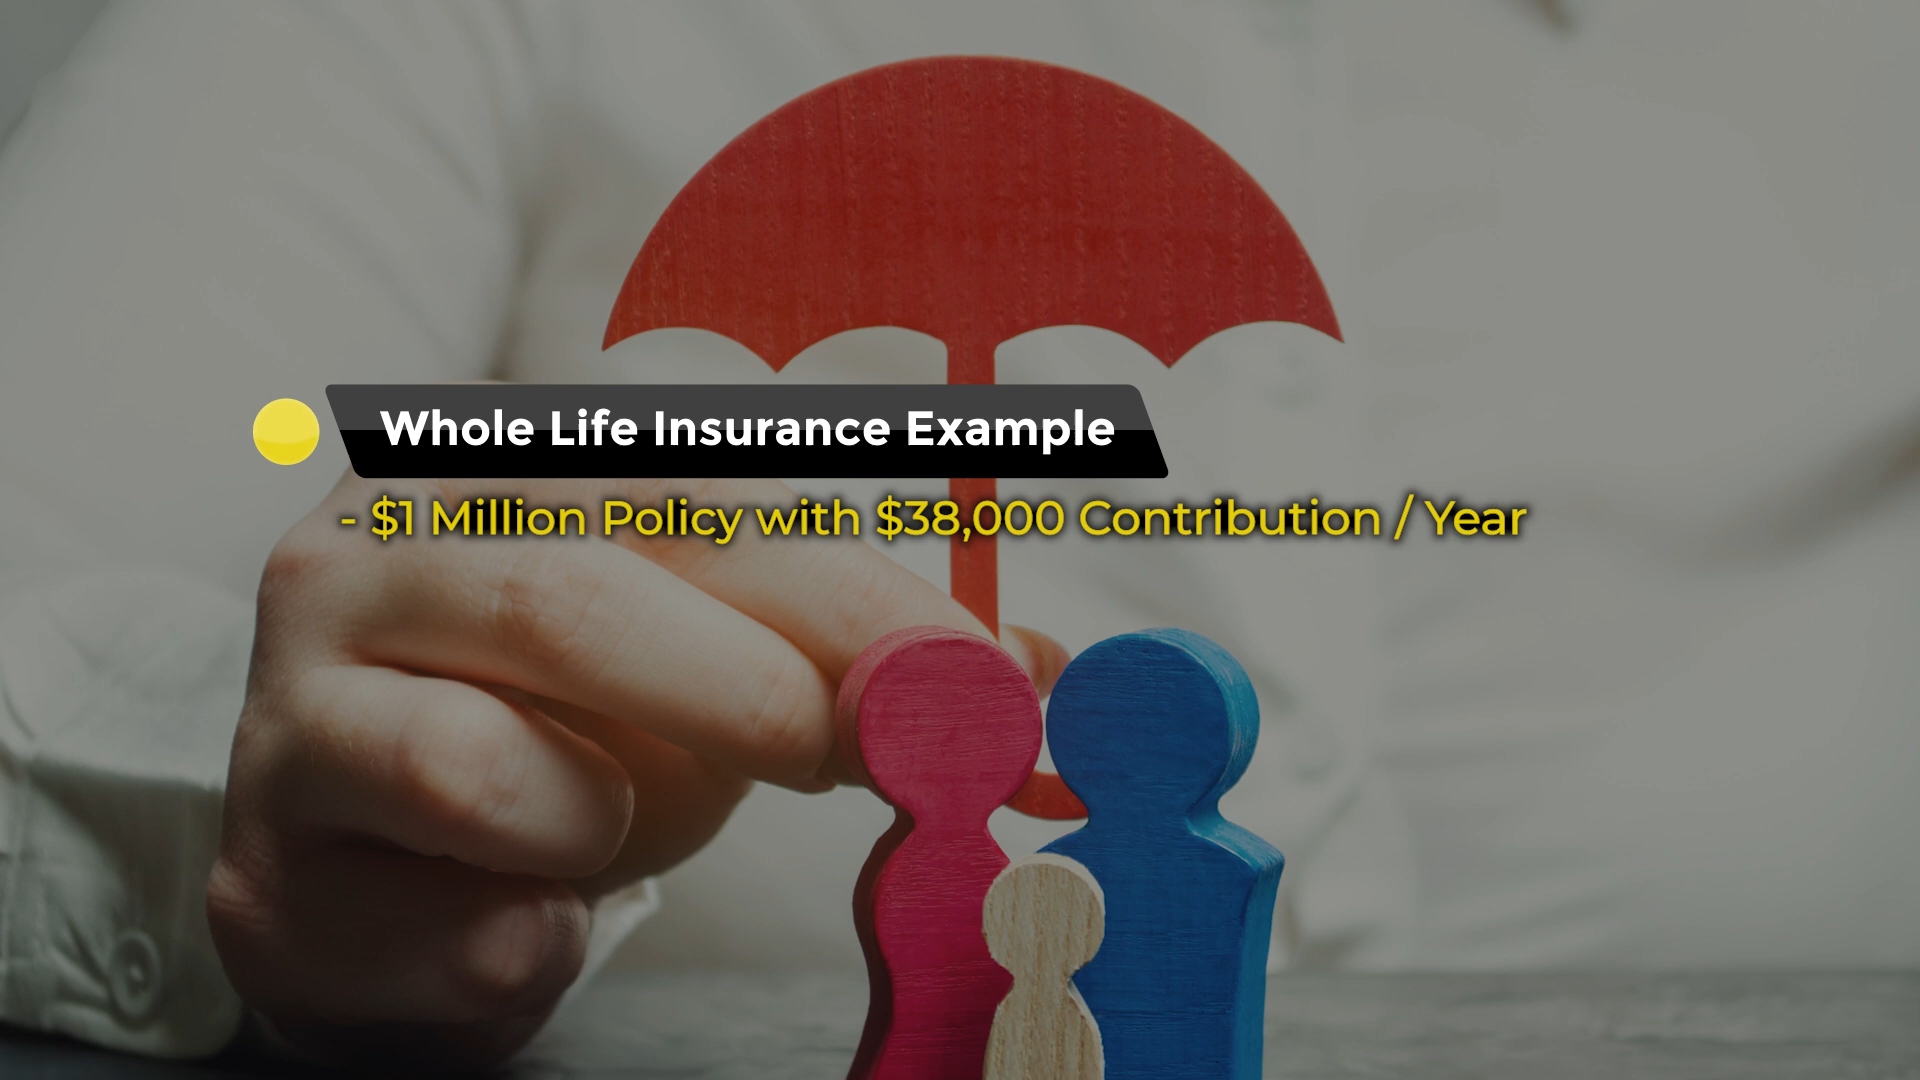 Whole Life Insurance Example
- $1 Million Policy with $38,000 Contribution / Year